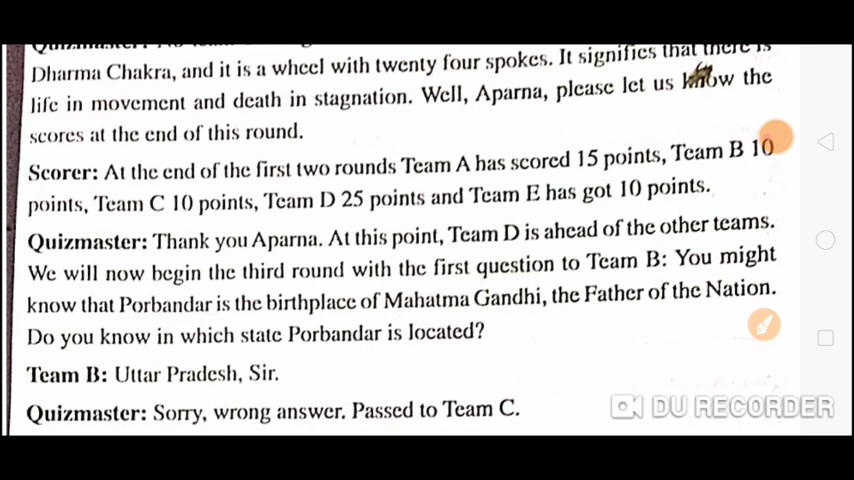 Dharma Chakra, and it is a wheel with twenty four spokes. It signifies that there is
life in movement and death in stagnation. Well, Aparna, please let us know the
scores at the end of this round.
Scorer: At the end of the first two rounds Team A has scored 15 points, Team B 10
points, Team C 10 points, Team D 25 points and Team E has got 10 points.
Quizmaster: Thank you Aparna. At this point, Team D is ahead of the other teams.
We will now begin the third round with the first question to Team B: You might
know that Porbandar is the birthplace of Mahatma Gandhi, the Father of the Nation.
Do you know in which state Porbandar is located?
Team B: Uttar Pradesh, Sir.
Quizmaster: Sorry, wrong answer. Passed to Team C.
DU RECORDER